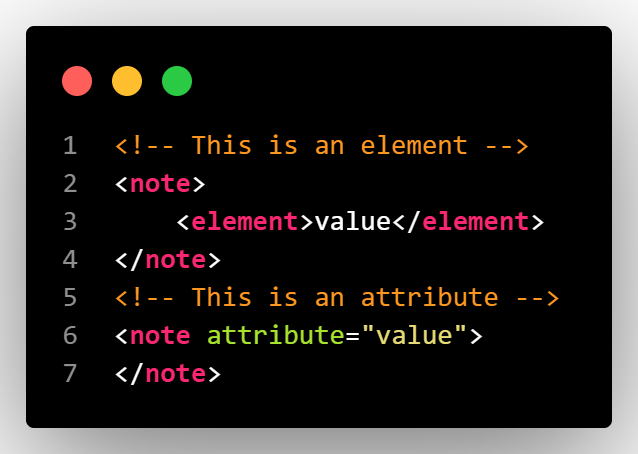 1 <!-- This is an element -->
2 <note>
3     <element>value</element>
4 </note>
5 <!-- This is an attribute -->
6 <note attribute="value">
7 </note>